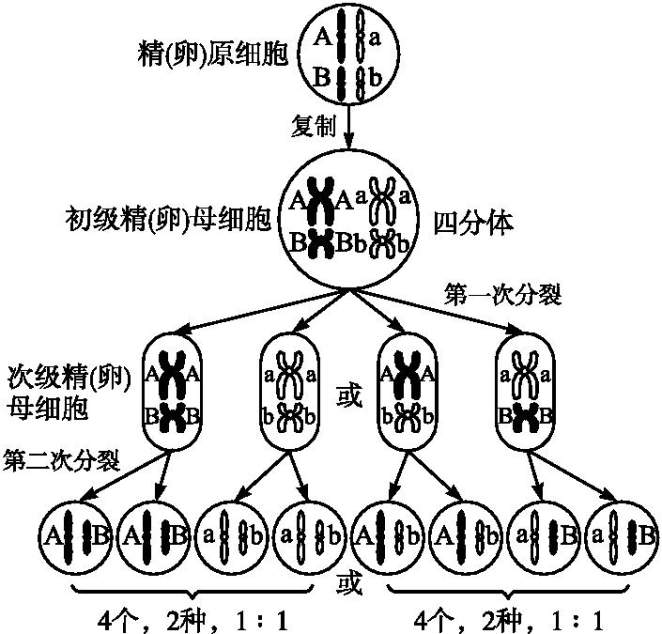 A a
精(卵)原细胞
B b
复制
A A a a
初级精(卵)母细胞
四分体
B B b b
第一次分裂
次级精(卵)
母细胞
A A
a a
或
A A
a a
B B
b b
b b
B B
第二次分裂
A B
A B
a b
a b
A b
A b
a B
a B
或
4个，2种，1：1
4个，2种，1：1